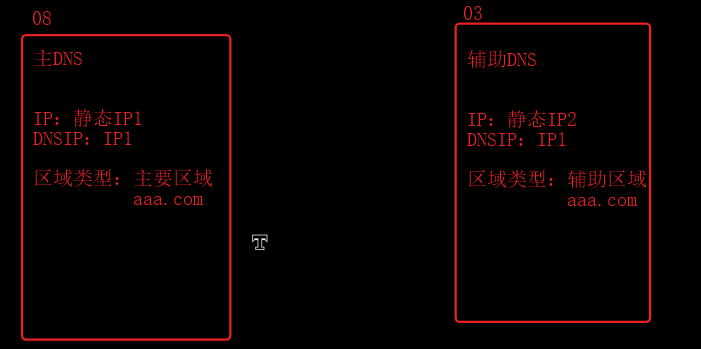 08
主DNS
IP：静态IP1
DNSIP：IP1
区域类型：主要区域
aaa.com
03
辅助DNS
IP：静态IP2
DNSIP：IP1
区域类型：辅助区域
aaa.com